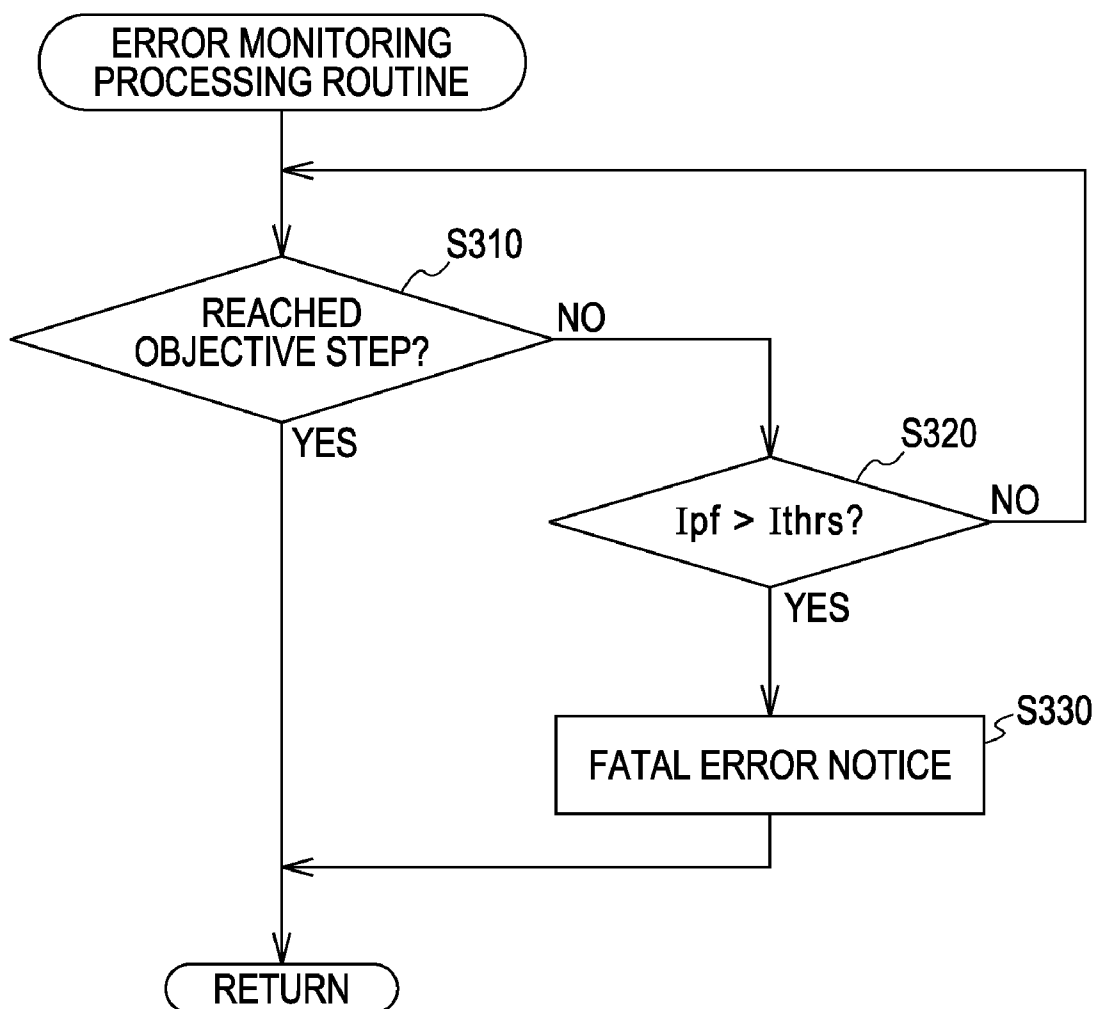 ERROR MONITORING
PROCESSING ROUTINE
S310
REACHED
OBJECTIVE STEP?
NO
YES
S320
Ipf > Ithrs?
NO
YES
S330
FATAL ERROR NOTICE
RETURN